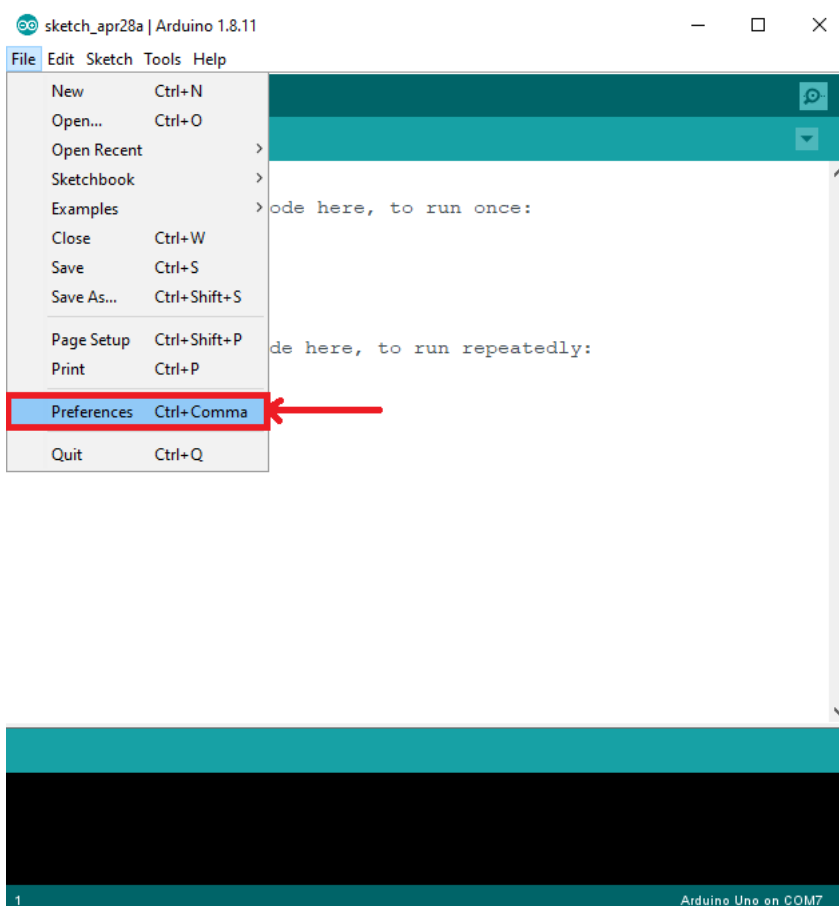 sketch_apr28a | Arduino 1.8.11
File Edit Sketch Tools Help
New Ctrl+N
Open... Ctrl+O
Open Recent
Sketchbook
Examples
ode here, to run once:
Close Ctrl+W
Save Ctrl+S
Save As... Ctrl+Shift+S
Page Setup Ctrl+Shift+P
de here, to run repeatedly:
Print Ctrl+P
Preferences Ctrl+Comma
Quit Ctrl+Q
1 Arduino Uno on COM7